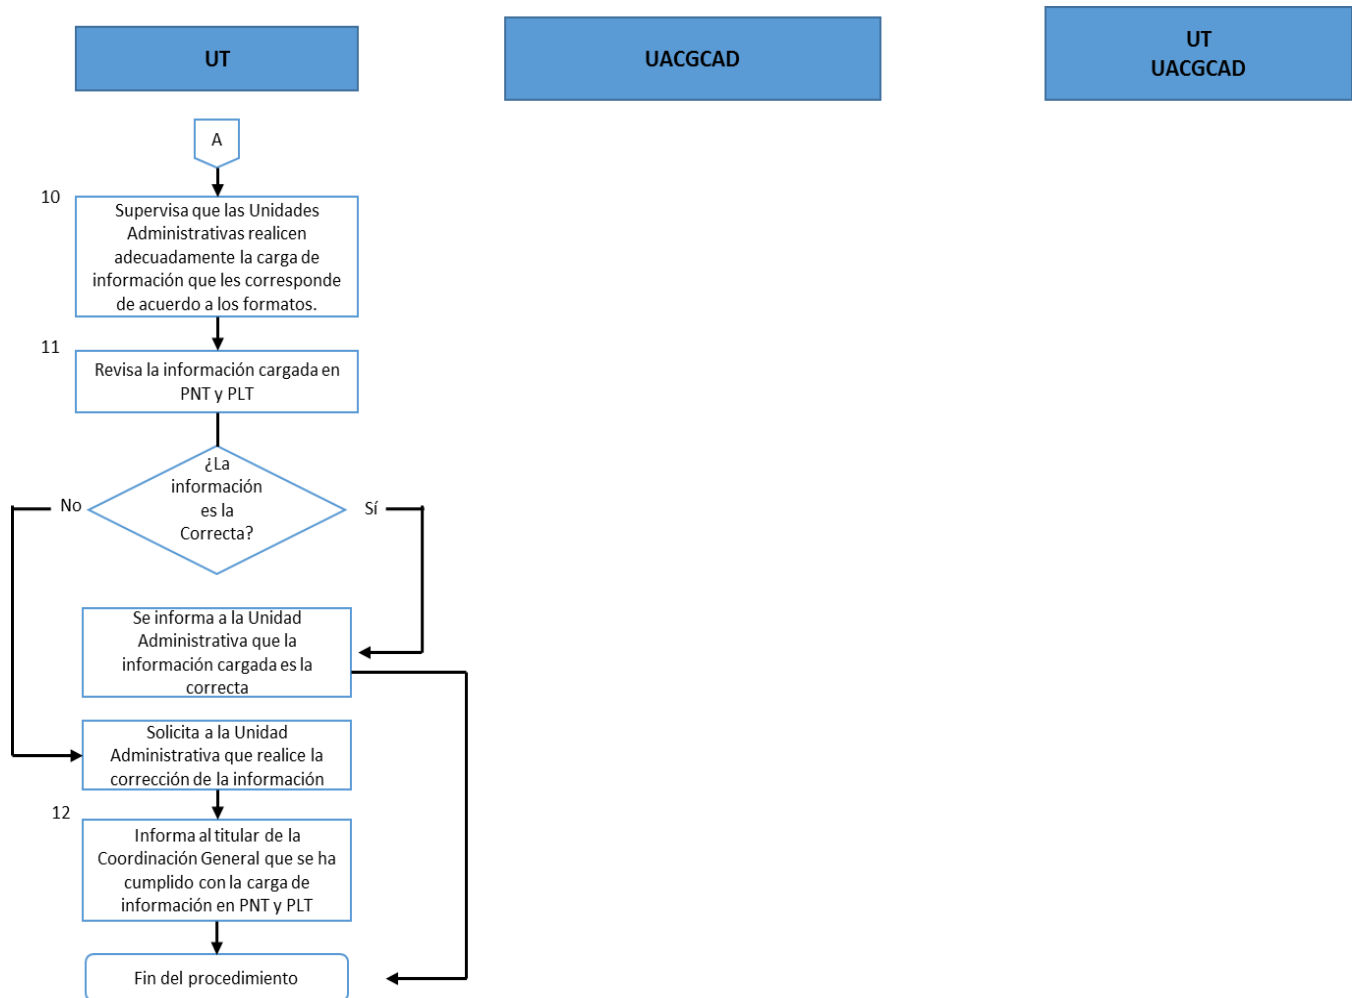 UT
UACGCAD
UT
UACGCAD
A
10
Supervisa que las Unidades
Administrativas realicen
adecuadamente la carga de
información que les corresponde
de acuerdo a los formatos.
11
Revisa la información cargada en
PNT y PLT
¿La
información
es la
Correcta?
No
Sí
Se informa a la Unidad
Administrativa que la
información cargada es la
correcta
Solicita a la Unidad
Administrativa que realice la
corrección de la información
12
Informa al titular de la
Coordinación General que se ha
cumplido con la carga de
información en PNT y PLT
Fin del procedimiento